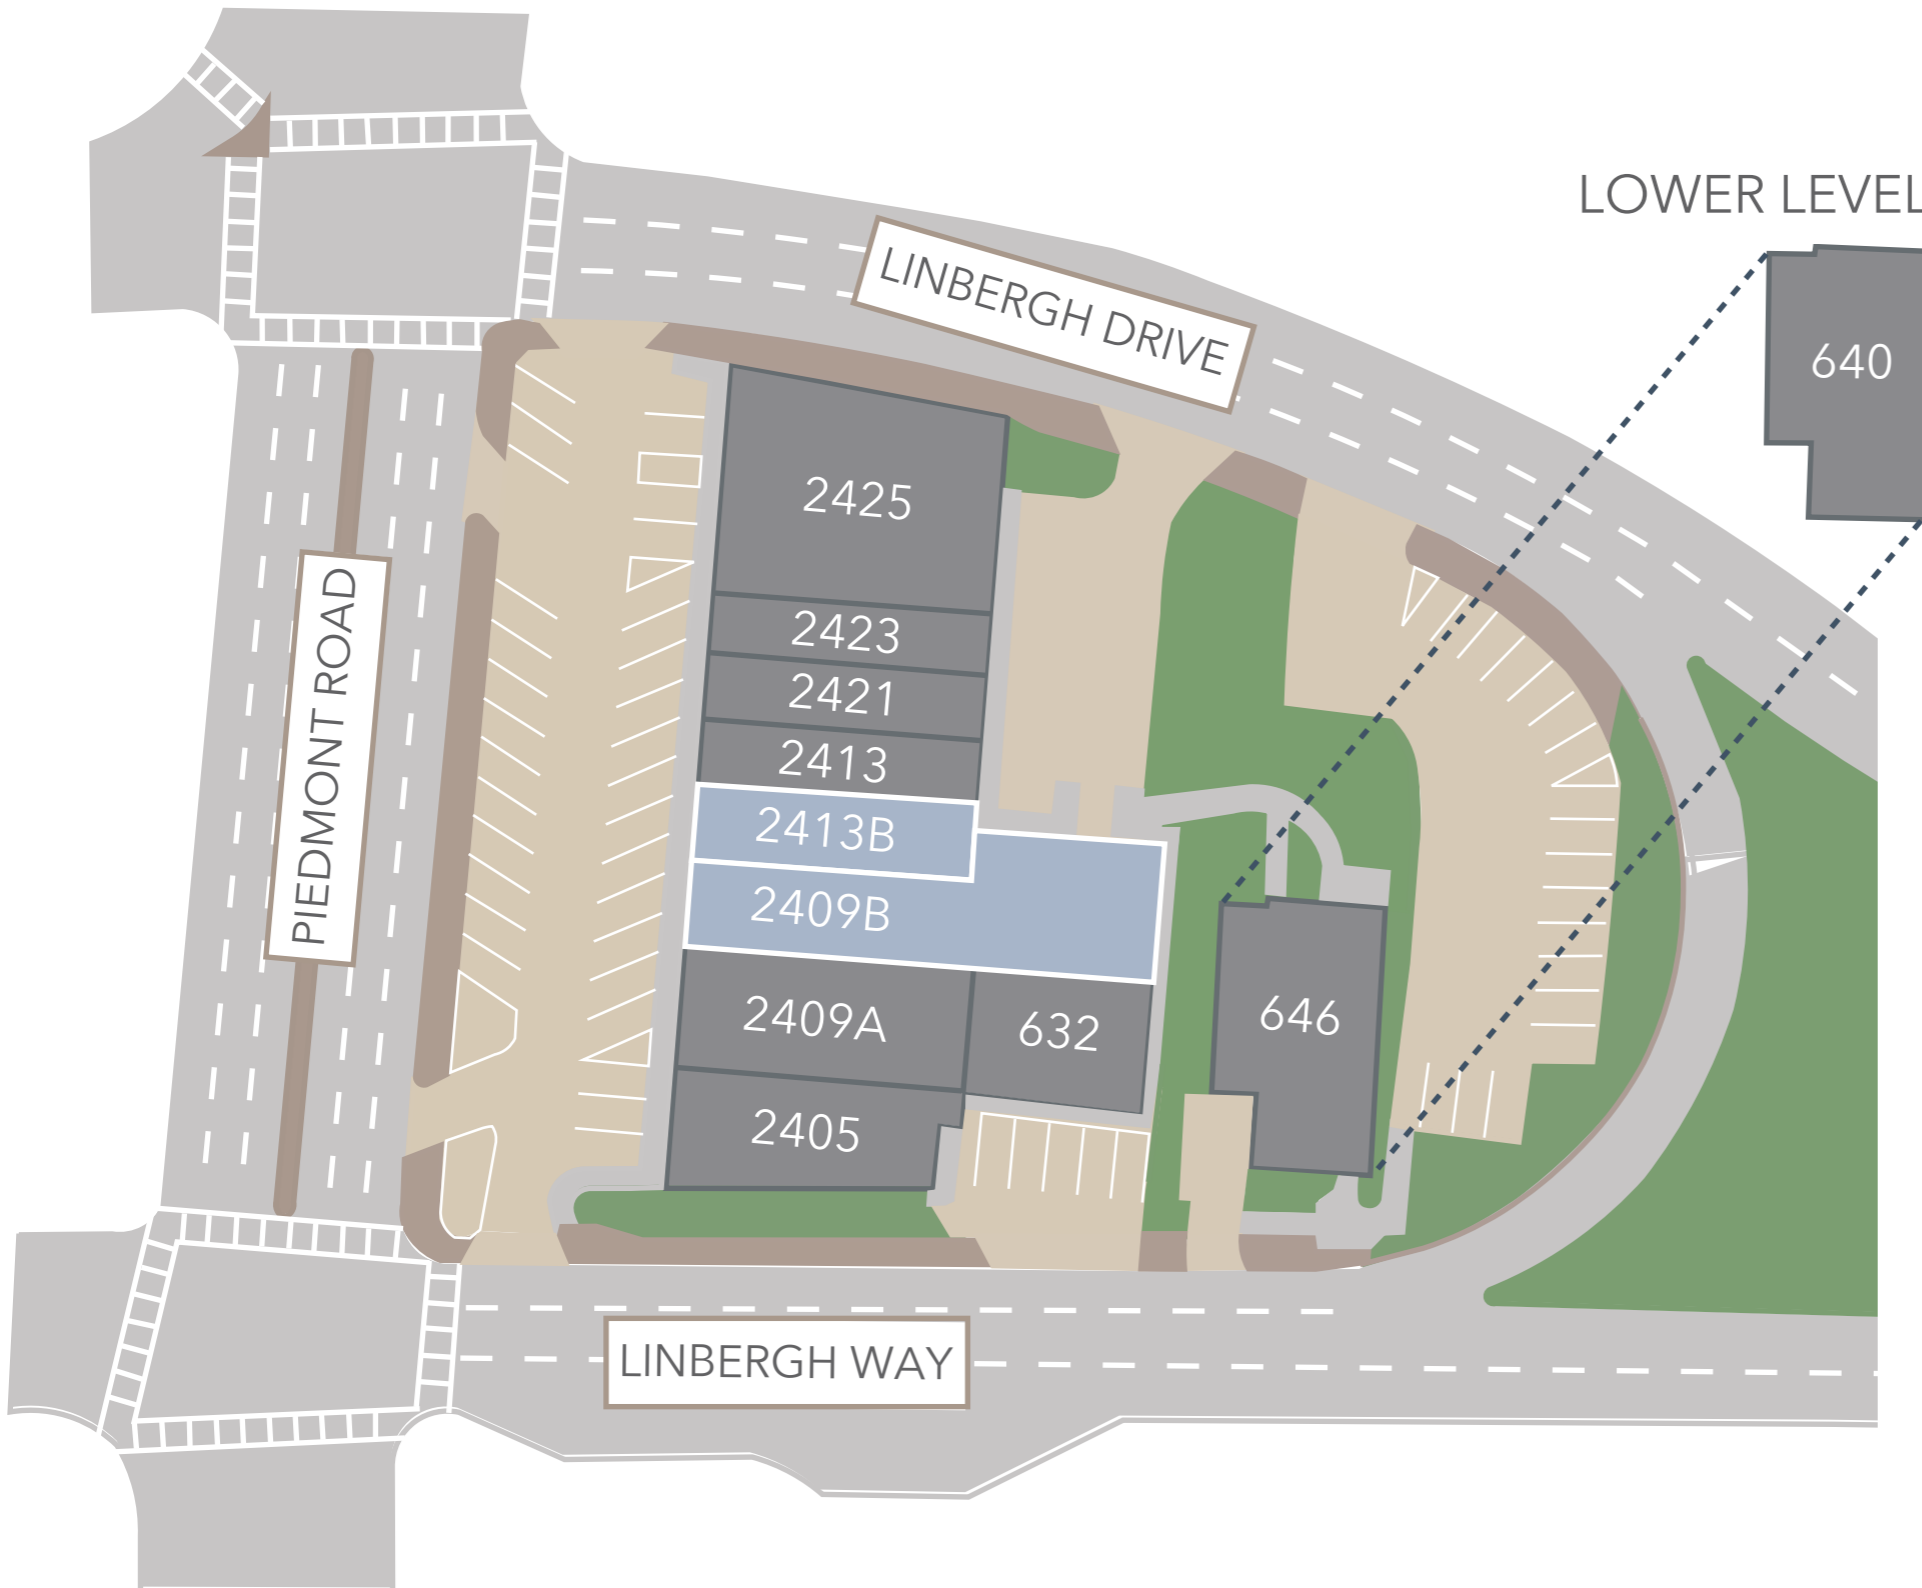 LOWER LEVEL
LINBERGH DRIVE
640
2425
PIEDMONT ROAD
2423
2421
2413
2413B
2409B
2409A
632
646
2405
LINBERGH WAY